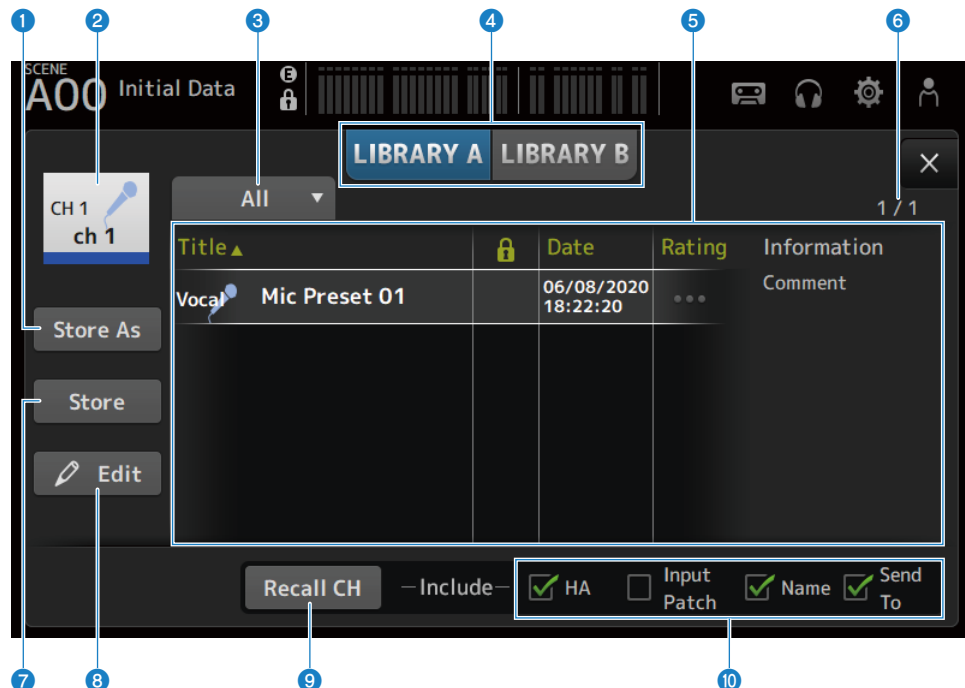 1 2 3 4 5 6
SCENE
A00 Initial Data
E
LIBRARY A LIBRARY B
CH 1
ch 1
All
1 / 1
Title Date Rating Information
Vocal Mic Preset 01 06/08/2020
18:22:20
Comment
Store As
Store
Edit
Recall CH –Include– HA Input Patch Name Send To
7 8 9 10